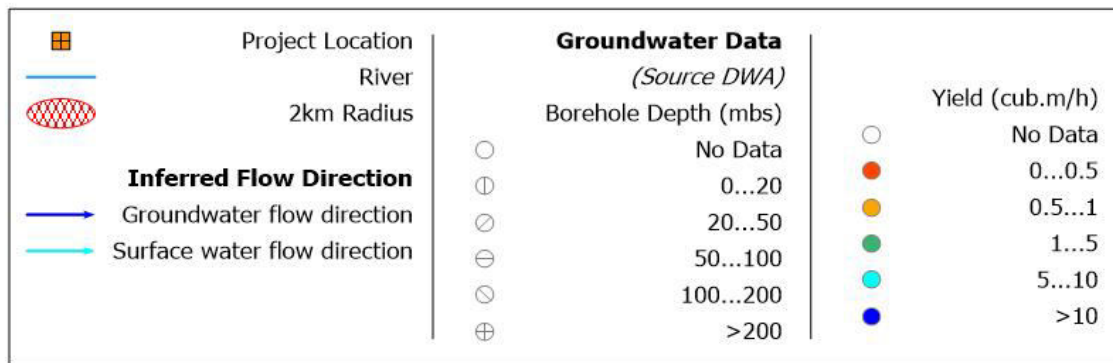 Project Location
River
2km Radius
Inferred Flow Direction
Groundwater flow direction
Surface water flow direction
Groundwater Data
(Source DWA)
Borehole Depth (mbs)
No Data
0...20
20...50
50...100
100...200
>200
Yield (cub.m/h)
No Data
0...0.5
0.5...1
1...5
5...10
>10